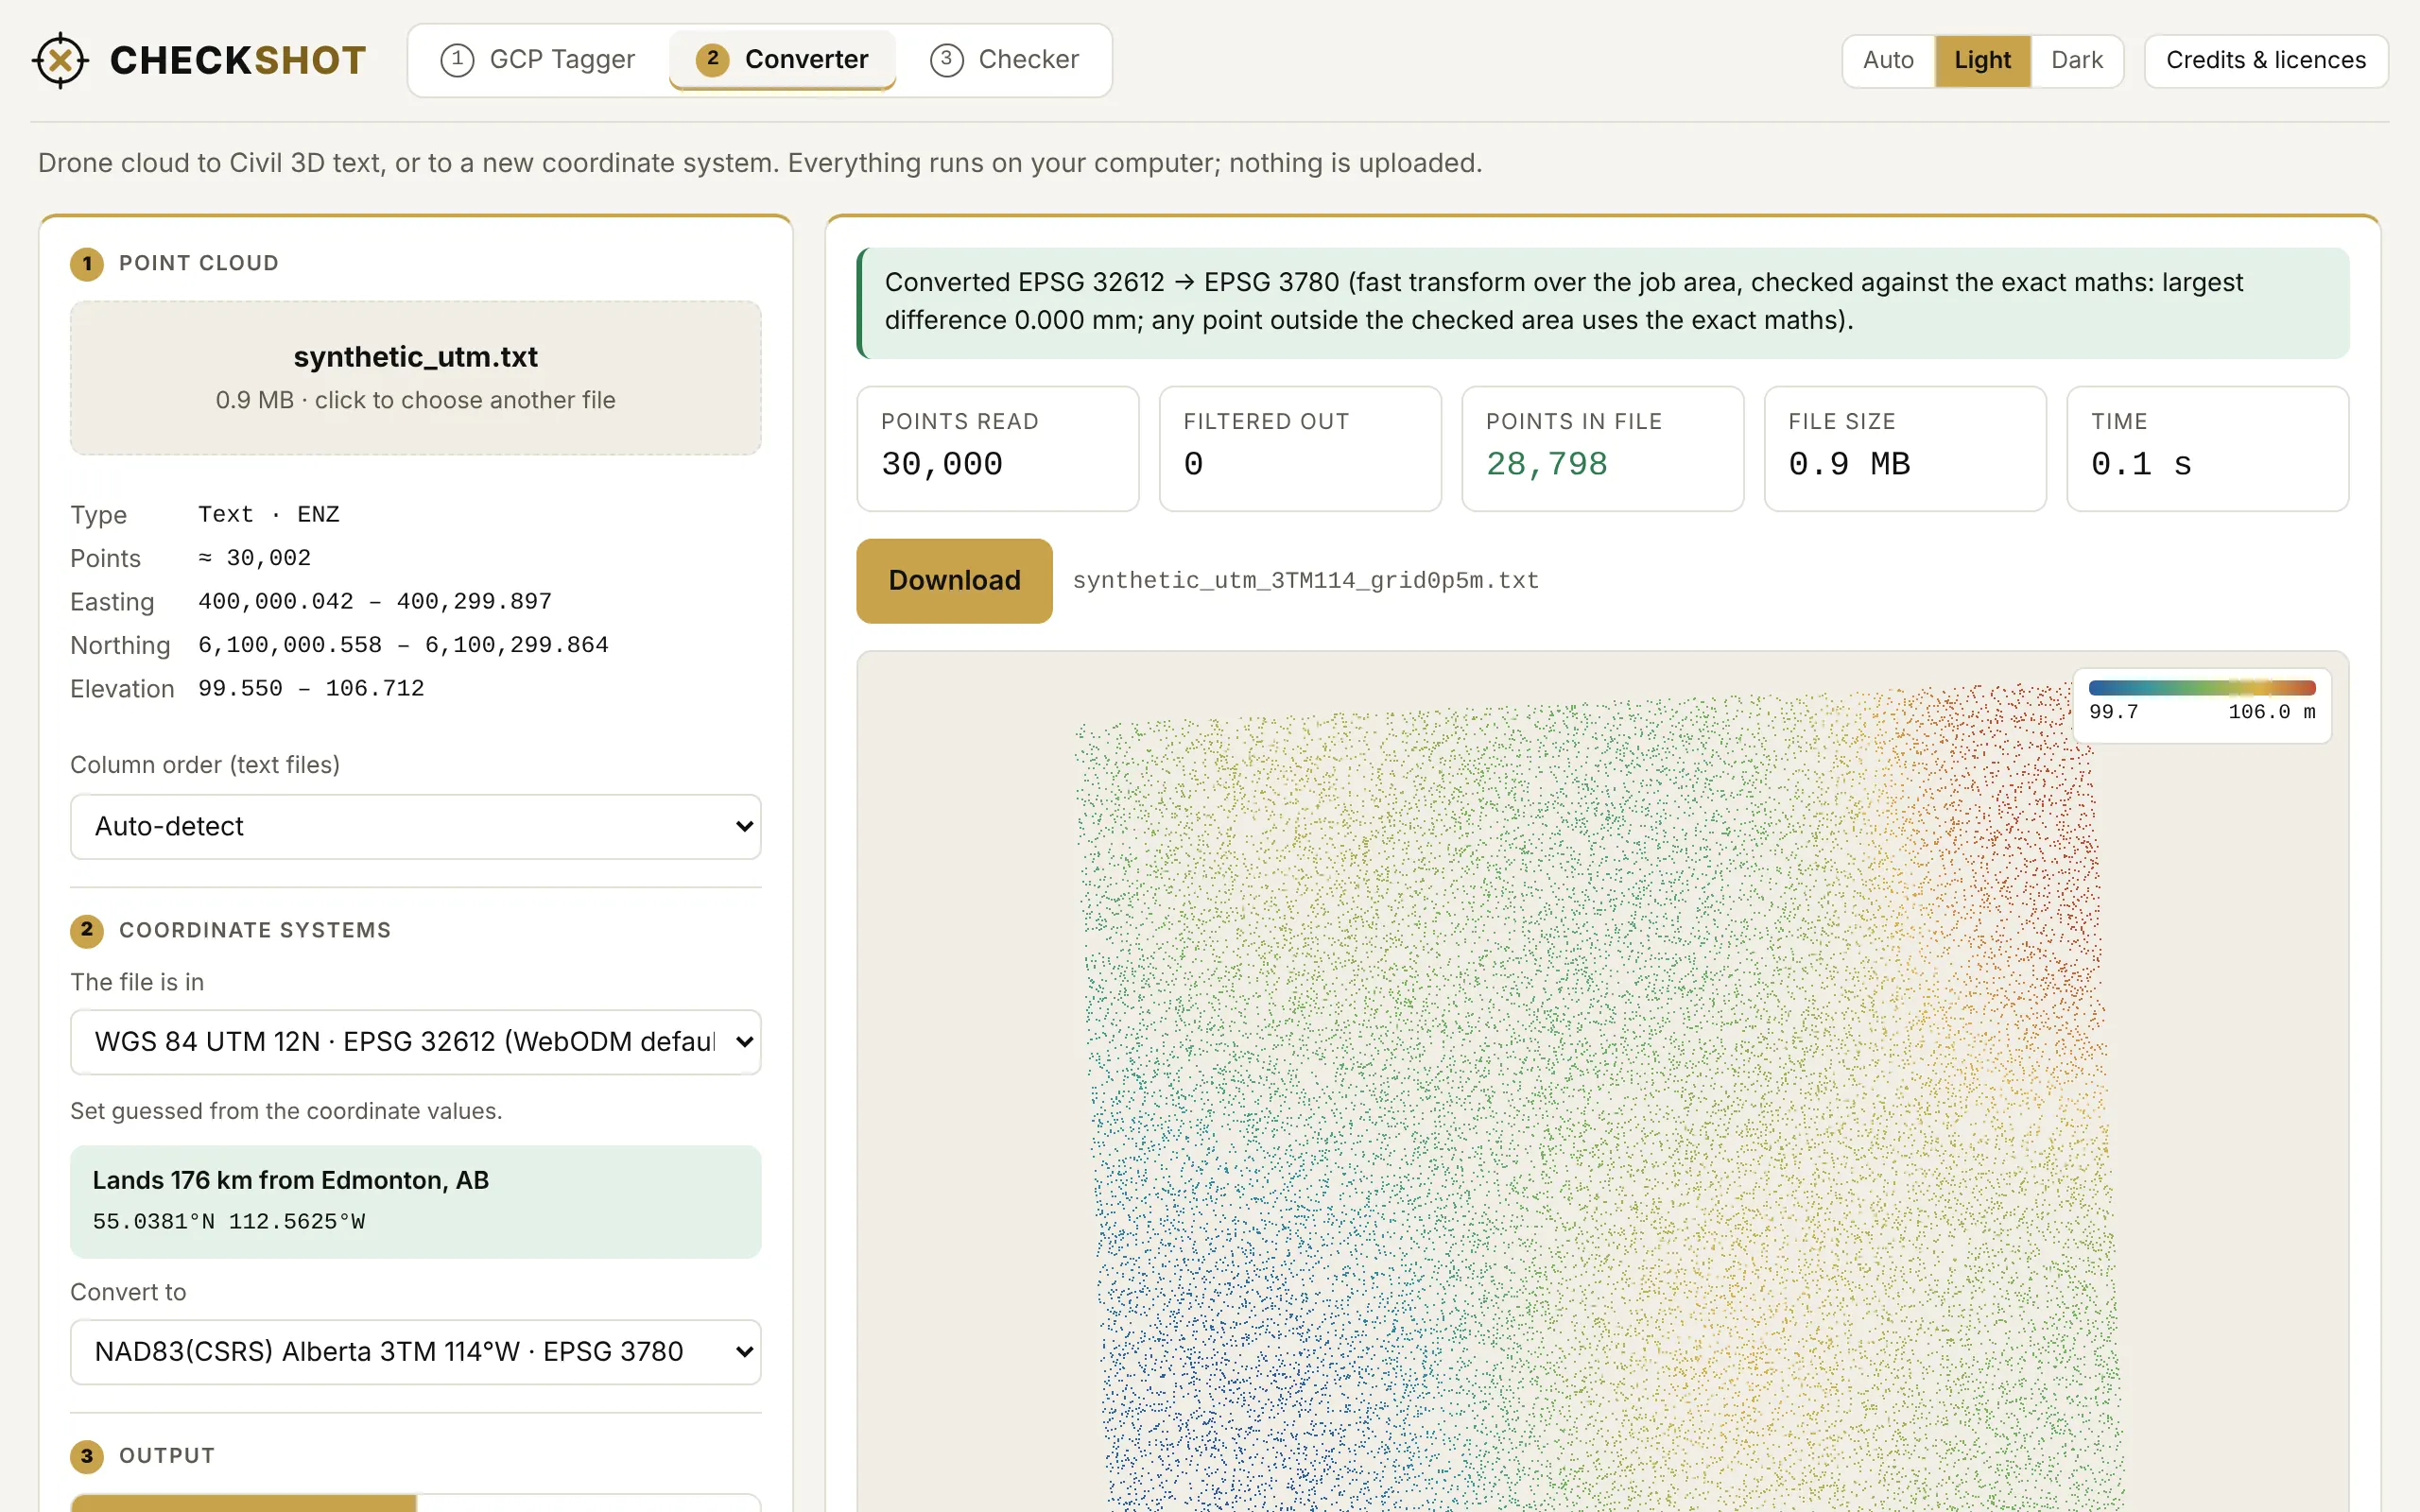 CHECKSHOT
1 GCP Tagger
2 Converter
3 Checker
Auto Light Dark
Credits & licences
Drone cloud to Civil 3D text, or to a new coordinate system. Everything runs on your computer; nothing is uploaded.
1 POINT CLOUD
synthetic_utm.txt
0.9 MB · click to choose another file
Type Text · ENZ
Points ≈ 30,002
Easting 400,000.042 – 400,299.897
Northing 6,100,000.558 – 6,100,299.864
Elevation 99.550 – 106.712
Column order (text files)
Auto-detect
2 COORDINATE SYSTEMS
The file is in
WGS 84 UTM 12N · EPSG 32612 (WebODM defaul
Set guessed from the coordinate values.
Lands 176 km from Edmonton, AB
55.0381°N 112.5625°W
Convert to
NAD83(CSRS) Alberta 3TM 114°W · EPSG 3780
3 OUTPUT
Converted EPSG 32612 → EPSG 3780 (fast transform over the job area, checked against the exact maths: largest
difference 0.000 mm; any point outside the checked area uses the exact maths).
POINTS READ
30,000
FILTERED OUT
0
POINTS IN FILE
28,798
FILE SIZE
0.9 MB
TIME
0.1 s
Download synthetic_utm_3TM114_grid0p5m.txt
99.7 106.0 m